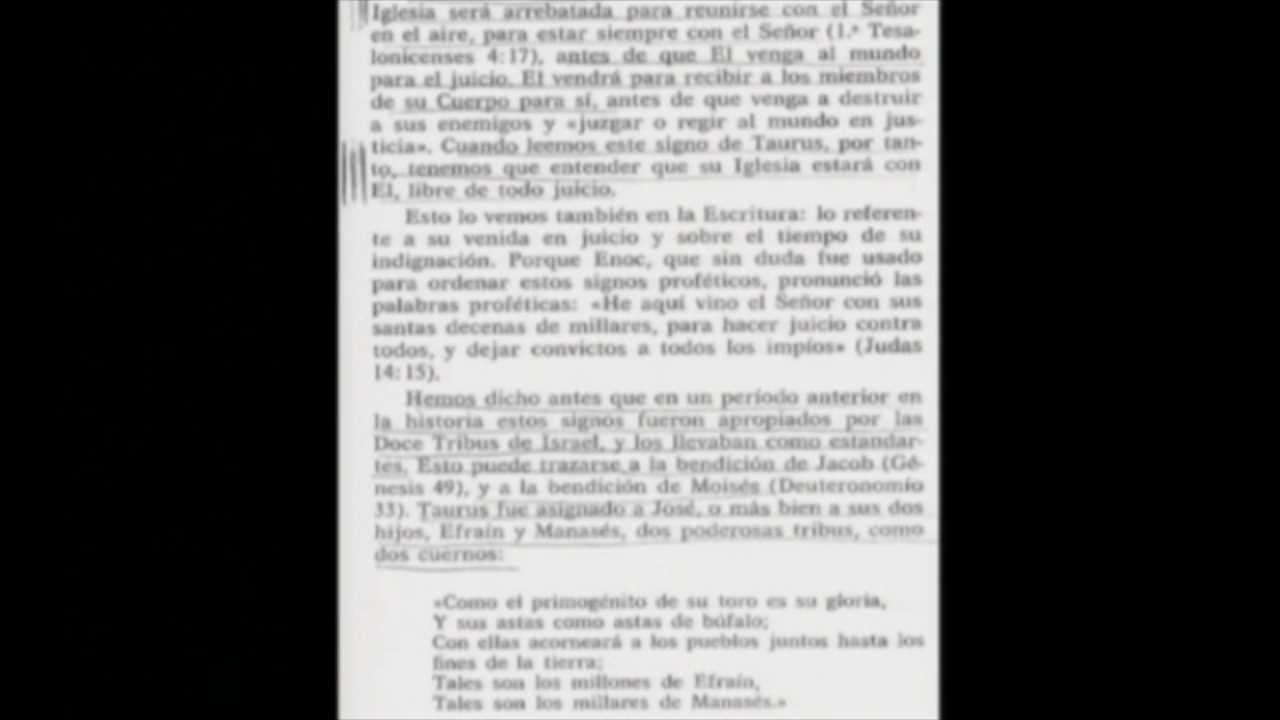 Iglesia será arrebatada para reunirse con el Señor
en el aire, para estar siempre con el Señor (1.ª Tesa-
lonicenses 4:17), antes de que El venga al mundo
para el juicio. El vendrá para recibir a los miembros
de su Cuerpo para sí, antes de que venga a destruir
a sus enemigos y «juzgar o regir al mundo en jus-
ticia». Cuando leemos este signo de Taurus, por tan-
to, tenemos que entender que su Iglesia estará con
El, libre de todo juicio.
Esto lo vemos también en la Escritura: lo referen-
te a su venida en juicio y sobre el tiempo de su
indignación. Porque Enoc, que sin duda fue usado
para ordenar estos signos proféticos, pronunció las
palabras proféticas: «He aquí vino el Señor con sus
santas decenas de millares, para hacer juicio contra
todos, y dejar convictos a todos los impíos» (Judas
14:15).
Hemos dicho antes que en un período anterior en
la historia estos signos fueron apropiados por las
Doce Tribus de Israel, y los llevaban como estandar-
tes. Esto puede trazarse a la bendición de Jacob (Gé-
nesis 49), y a la bendición de Moisés (Deuteronomio
33). Taurus fue asignado a José, o más bien a sus dos
hijos, Efraín y Manasés, dos poderosas tribus, como
dos cuernos:
«Como el primogénito de su toro es su gloria,
Y sus astas como astas de búfalo;
Con ellas acorneará a los pueblos juntos hasta los
fines de la tierra;
Tales son los millones de Efraín,
Tales son los millares de Manasés.»